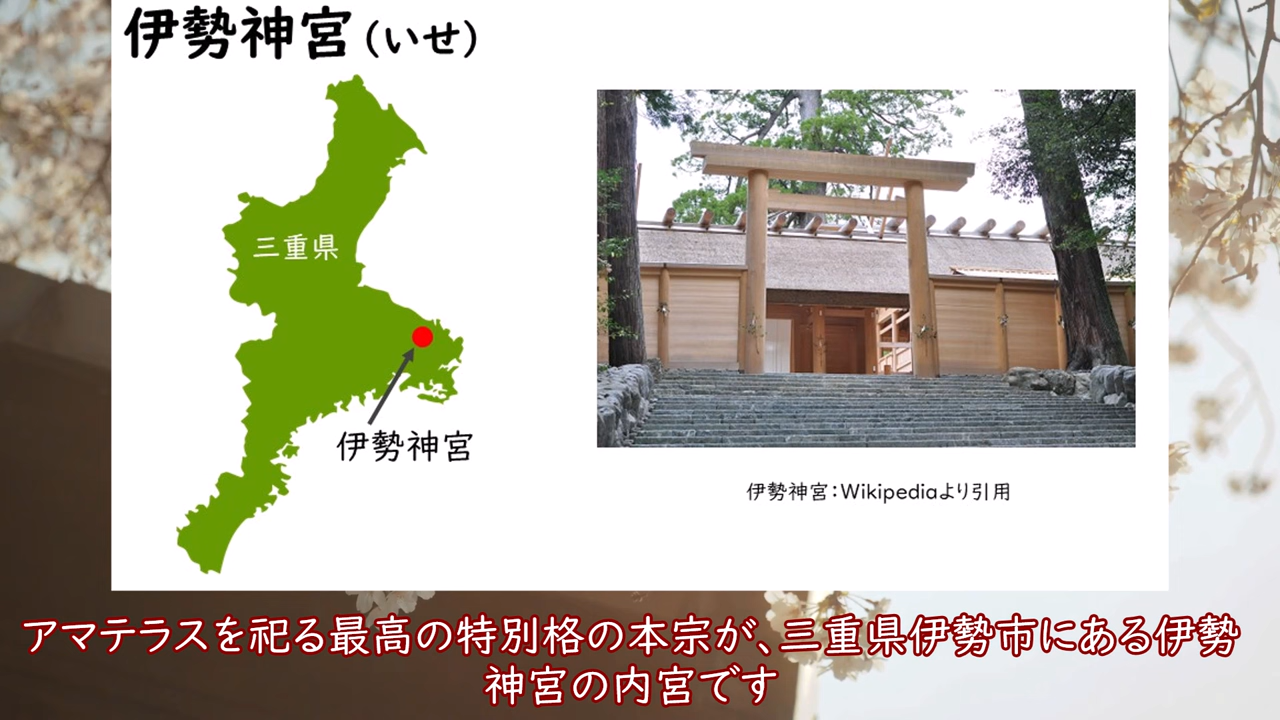 伊勢神宮(いせ)
三重県
伊勢神宮
伊勢神宮:Wikipediaより引用
アマテラスを祀る最高の特別格の本宗が、三重県伊勢市にある伊勢
神宮の内宮です